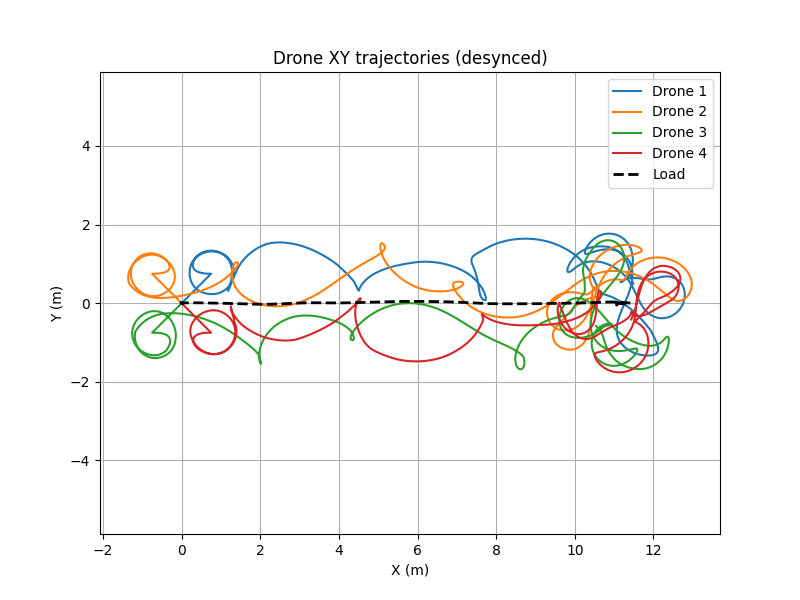 Drone XY trajectories (desynced)
Drone 1
Drone 2
Drone 3
Drone 4
Load
Y (m)
4
2
0
−2
−4
−2 0 2 4 6 8 10 12
X (m)